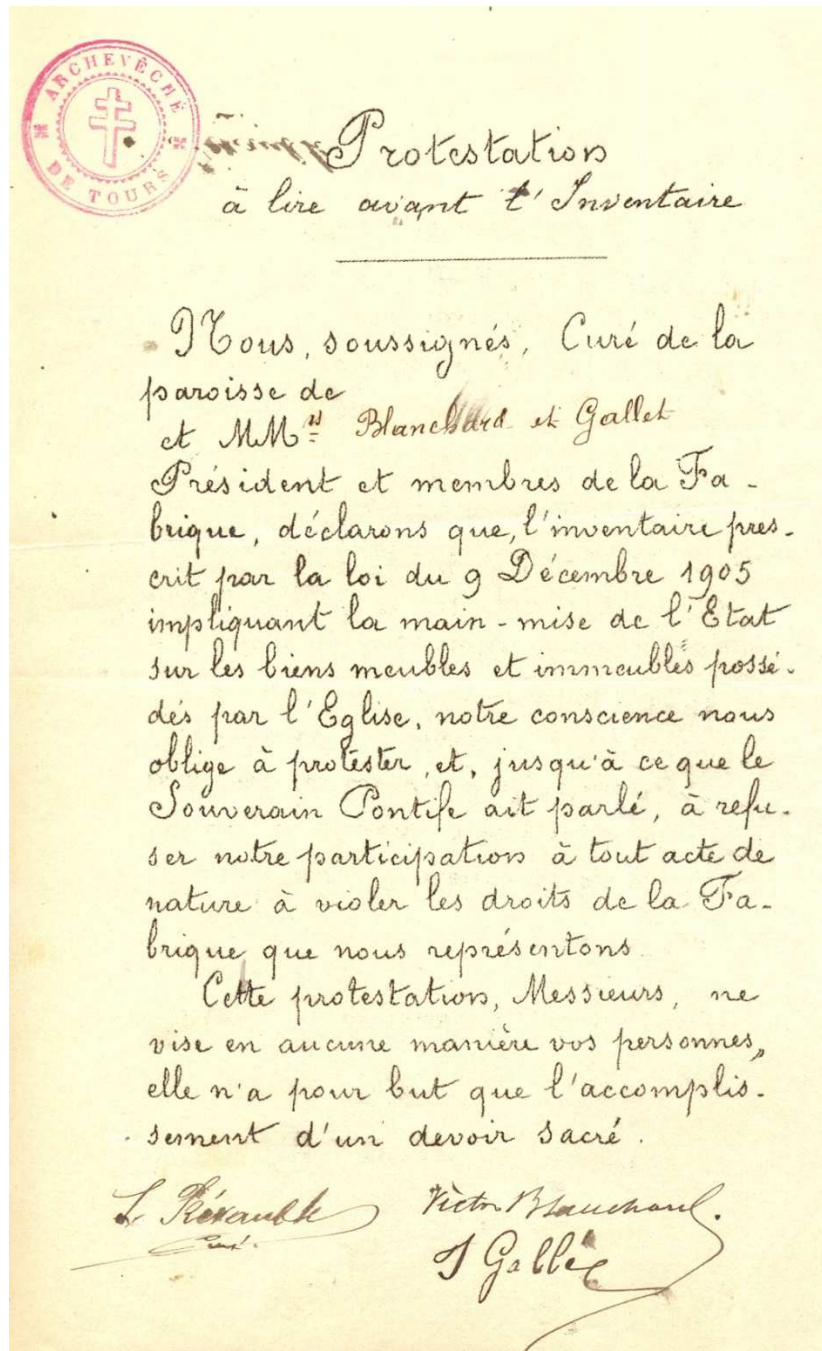 ARCHEVÊCHÉ
DE TOURS
Protestation
à lire avant l'Inventaire
Nous, soussignés, Curé de la
paroisse de
et MMrs Blanchard et Gallet
Président et membres de la Fa-
brique, déclarons que, l'inventaire pres-
crit par la loi du 9 Décembre 1905
impliquant la main-mise de l'Etat
sur les biens meubles et immeubles possé-
dés par l'Eglise, notre conscience nous
oblige à protester, et, jusqu'à ce que le
Souverain Pontife ait parlé, à refu-
ser notre participation à tout acte de
nature à violer les droits de la Fa-
brique que nous représentons.
Cette protestation, Messieurs, ne
vise en aucune manière vos personnes,
elle n'a pour but que l'accomplis-
sement d'un devoir sacré.
Victor Blanchard.